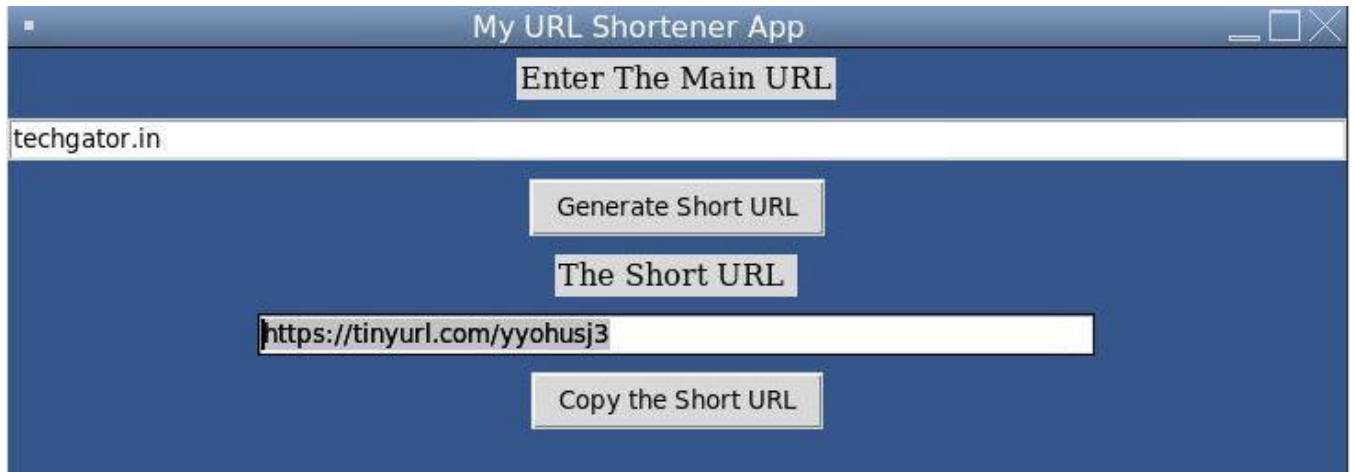 My URL Shortener App
Enter The Main URL
techgator.in
Generate Short URL
The Short URL
https://tinyurl.com/yyohusj3
Copy the Short URL